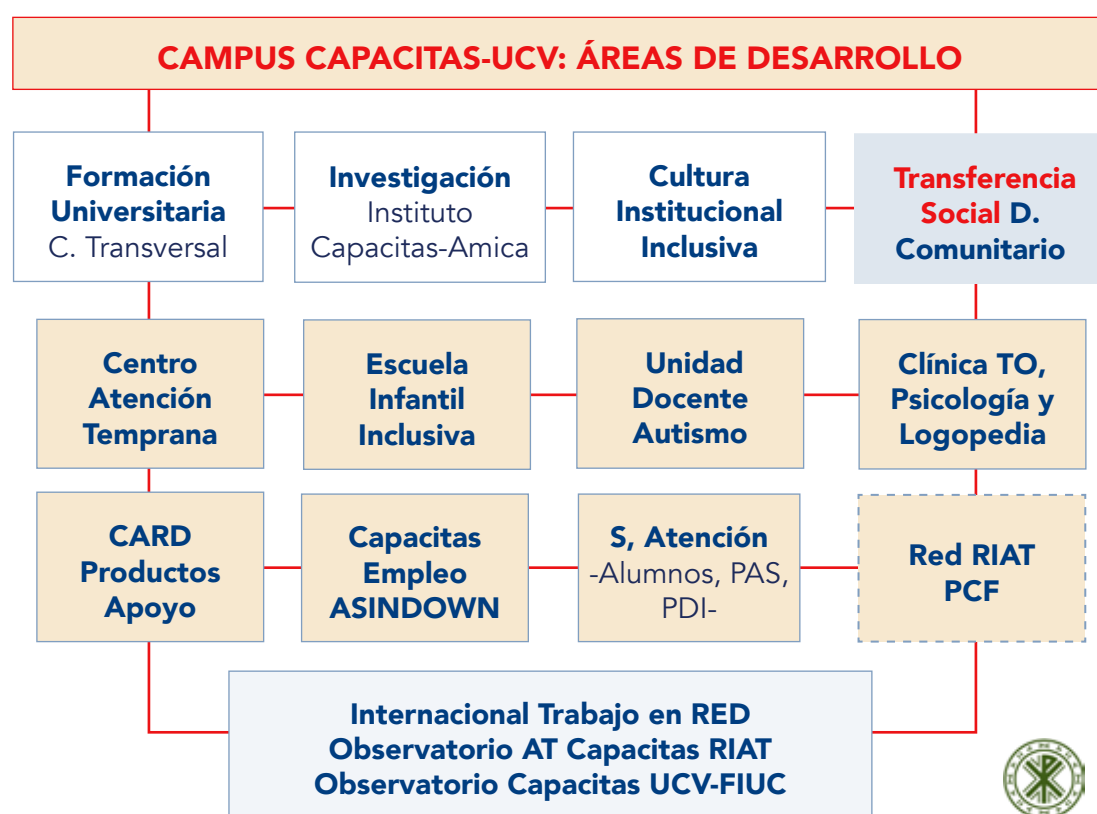 CAMPUS CAPACITAS-UCV: ÁREAS DE DESARROLLO
Formación
Universitaria
C. Transversal
Investigación
Instituto
Capacitas-Amica
Cultura
Institucional
Inclusiva
Transferencia
Social D.
Comunitario
Centro
Atención
Temprana
Escuela
Infantil
Inclusiva
Unidad
Docente
Autismo
Clínica TO,
Psicología y
Logopedia
CARD
Productos
Apoyo
Capacitas
Empleo
ASINDOWN
S, Atención
-Alumnos, PAS,
PDI-
Red RIAT
PCF
Internacional Trabajo en RED
Observatorio AT Capacitas RIAT
Observatorio Capacitas UCV-FIUC